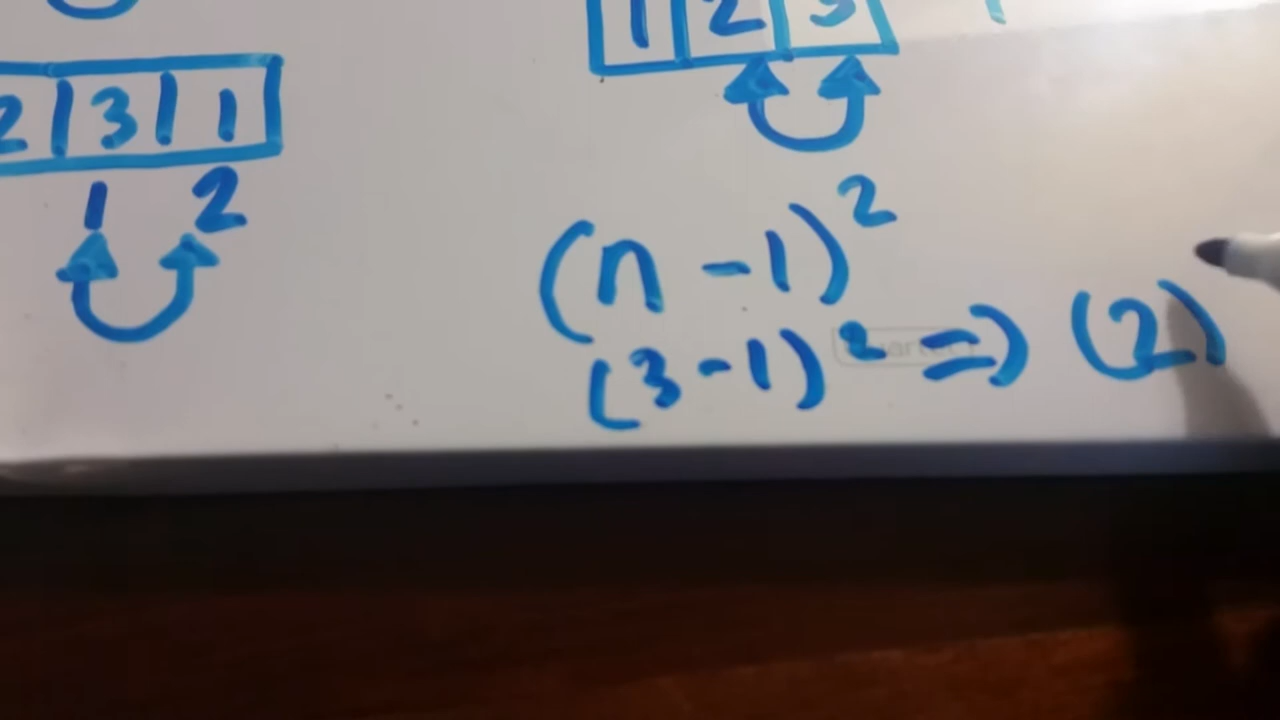 1 2 3
2 3 1
1 2
(n - 1)²
(3 - 1)² => (2)